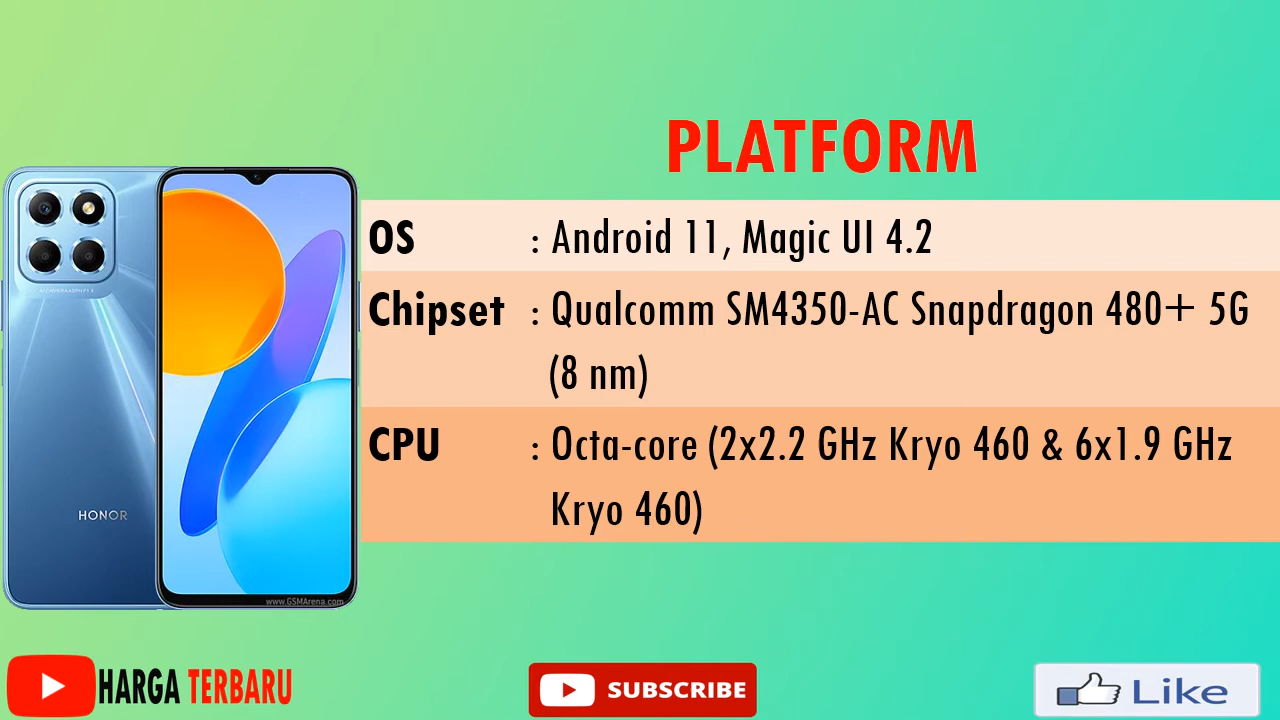 PLATFORM
OS : Android 11, Magic UI 4.2
Chipset : Qualcomm SM4350-AC Snapdragon 480+ 5G
(8 nm)
CPU : Octa-core (2x2.2 GHz Kryo 460 & 6x1.9 GHz
Kryo 460)
HONOR
www.GSMArena.com
HARGA TERBARU
SUBSCRIBE
Like